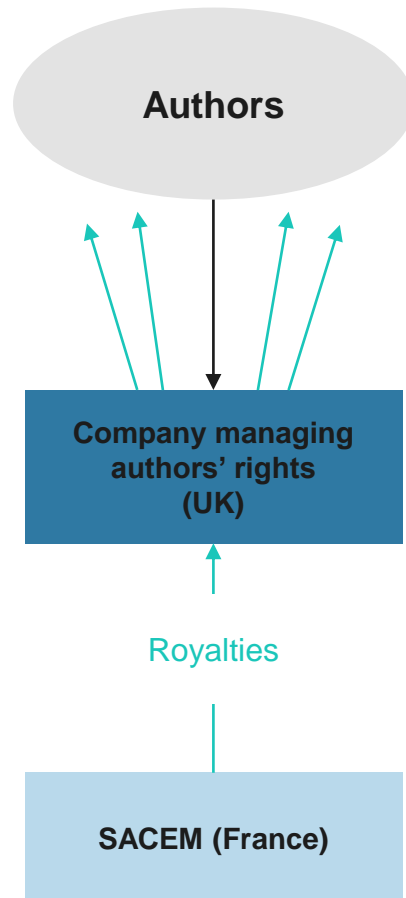 Authors
Company managing
authors’ rights
(UK)
Royalties
SACEM (France)